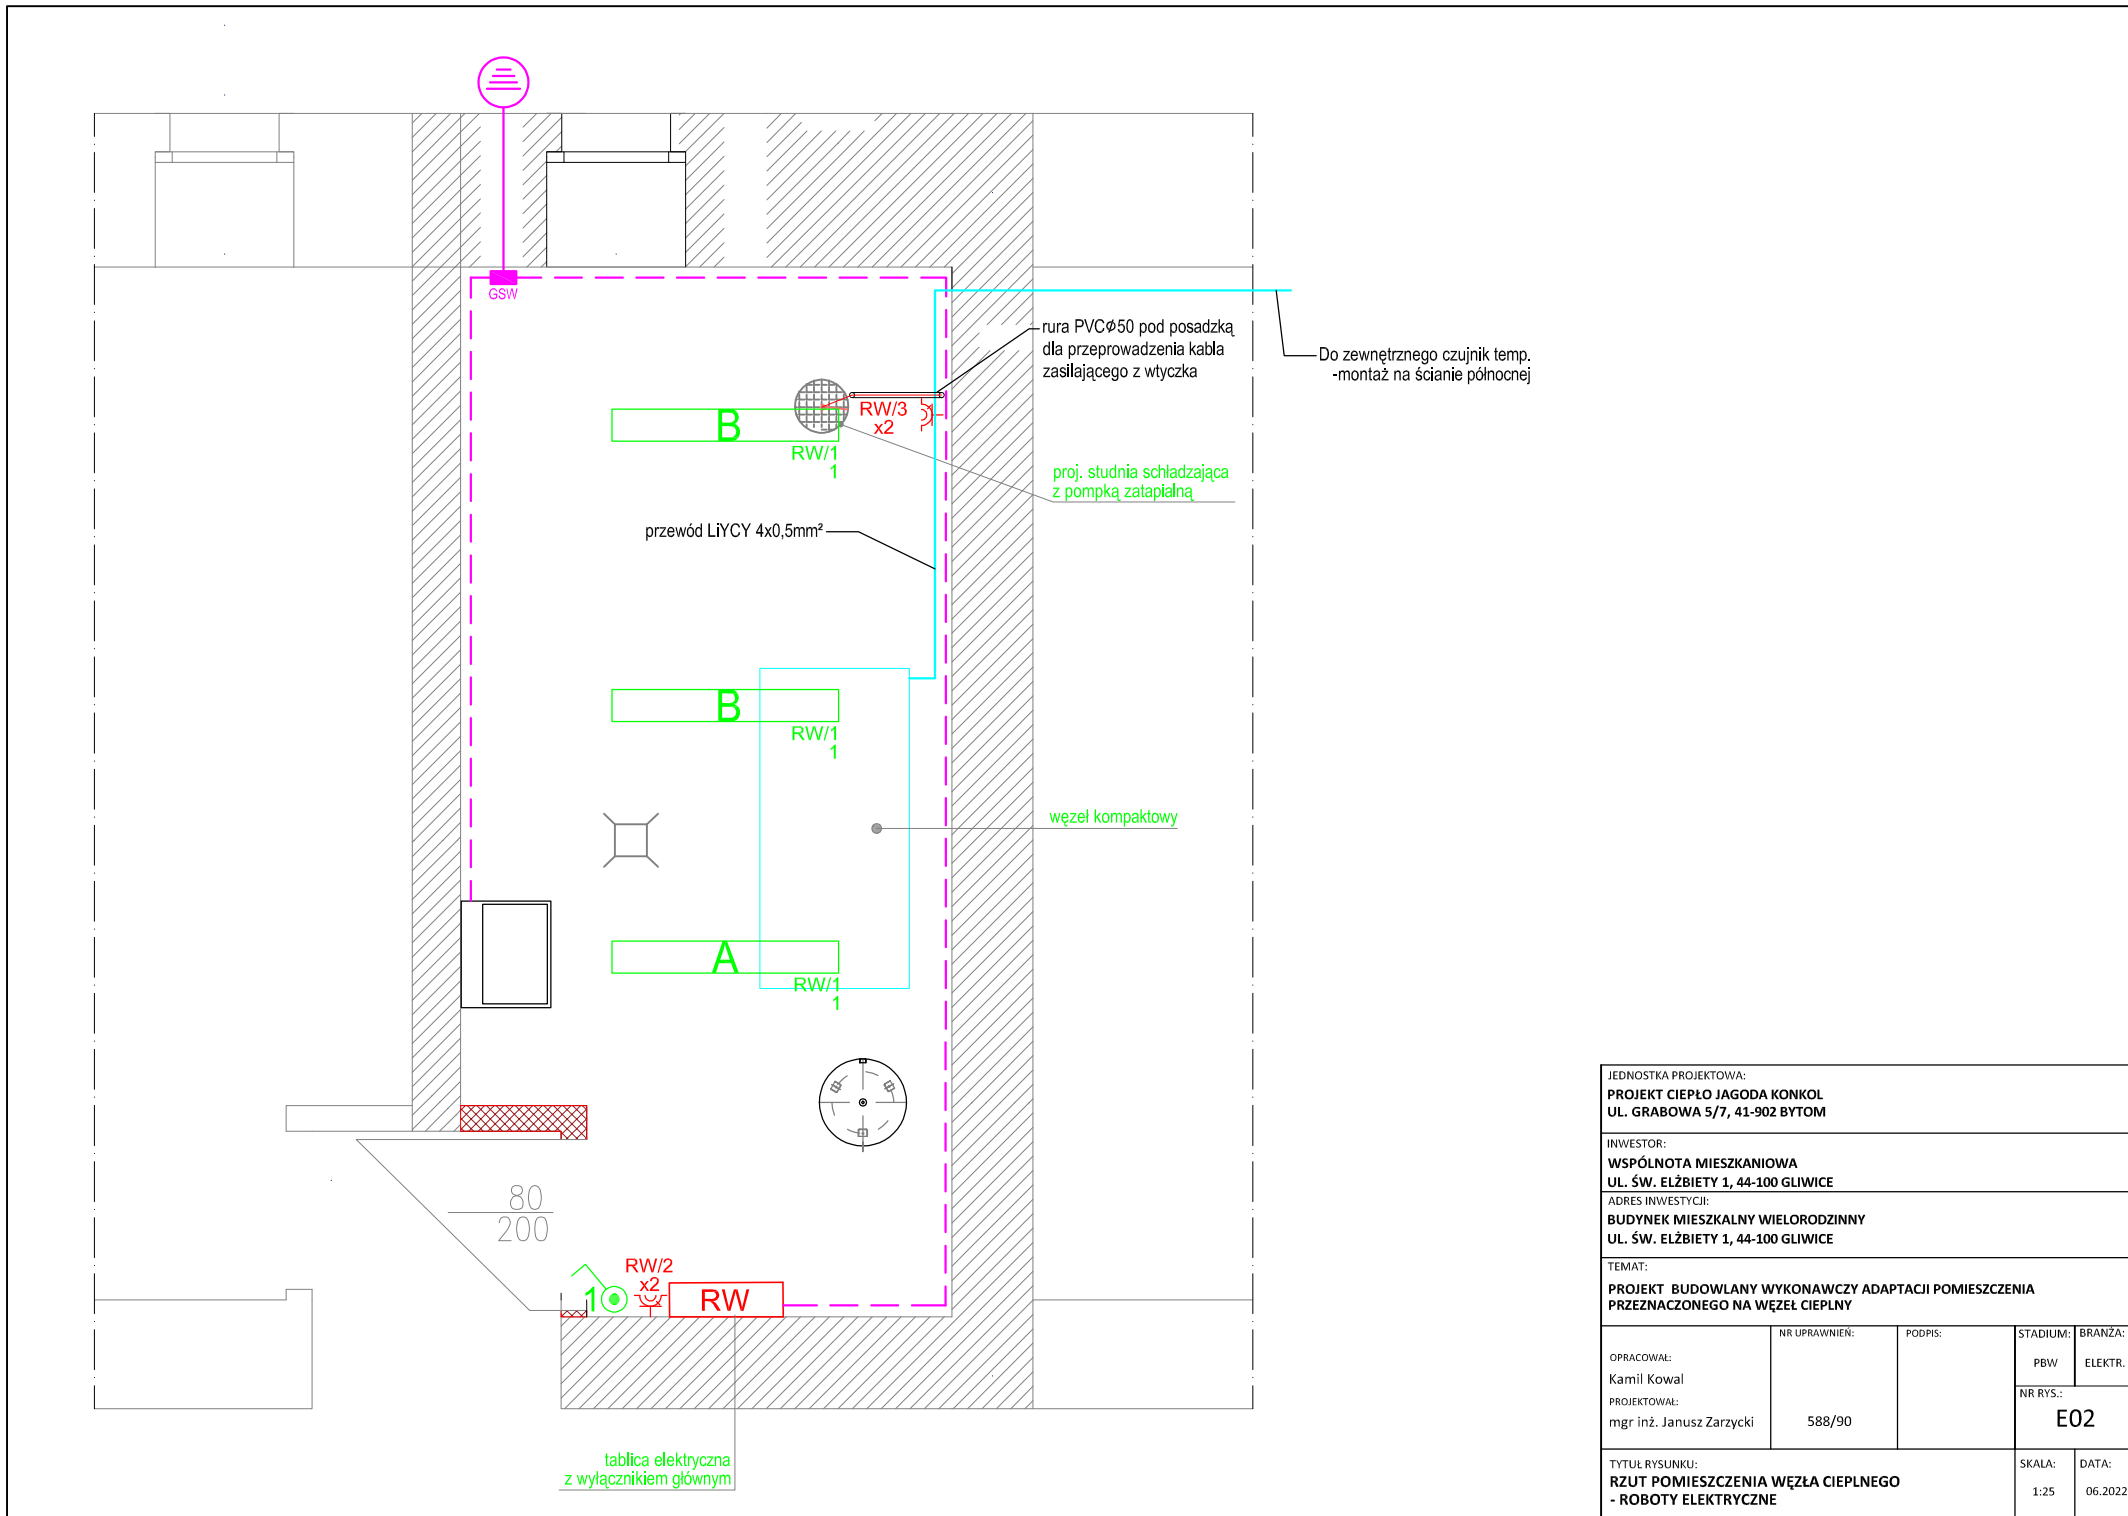 GSW
rura PVCϕ50 pod posadzką
dla przeprowadzenia kabla
zasilającego z wtyczka
Do zewnętrznego czujnik temp.
-montaż na ścianie północnej
RW/3
x2
B
RW/1
1
proj. studnia schładzająca
z pompką zatapialną
przewód LiYCY 4x0,5mm²
B
RW/1
1
węzeł kompaktowy
A
RW/1
1
80
200
RW/2
x2
1
RW
tablica elektryczna
z wyłącznikiem głównym
JEDNOSTKA PROJEKTOWA:
PROJEKT CIEPŁO JAGODA KONKOL
UL. GRABOWA 5/7, 41-902 BYTOM
INWESTOR:
WSPÓLNOTA MIESZKANIOWA
UL. ŚW. ELŻBIETY 1, 44-100 GLIWICE
ADRES INWESTYCJI:
BUDYNEK MIESZKALNY WIELORODZINNY
UL. ŚW. ELŻBIETY 1, 44-100 GLIWICE
TEMAT:
PROJEKT BUDOWLANY WYKONAWCZY ADAPTACJI POMIESZCZENIA
PRZEZNACZONEGO NA WĘZEŁ CIEPLNY
NR UPRAWNIEŃ:
PODPIS:
STADIUM:
BRANŻA:
OPRACOWAŁ:
Kamil Kowal
PBW
ELEKTR.
PROJEKTOWAŁ:
mgr inż. Janusz Zarzycki
588/90
NR RYS.:
E02
TYTUŁ RYSUNKU:
RZUT POMIESZCZENIA WĘZŁA CIEPLNEGO
- ROBOTY ELEKTRYCZNE
SKALA:
1:25
DATA:
06.2022